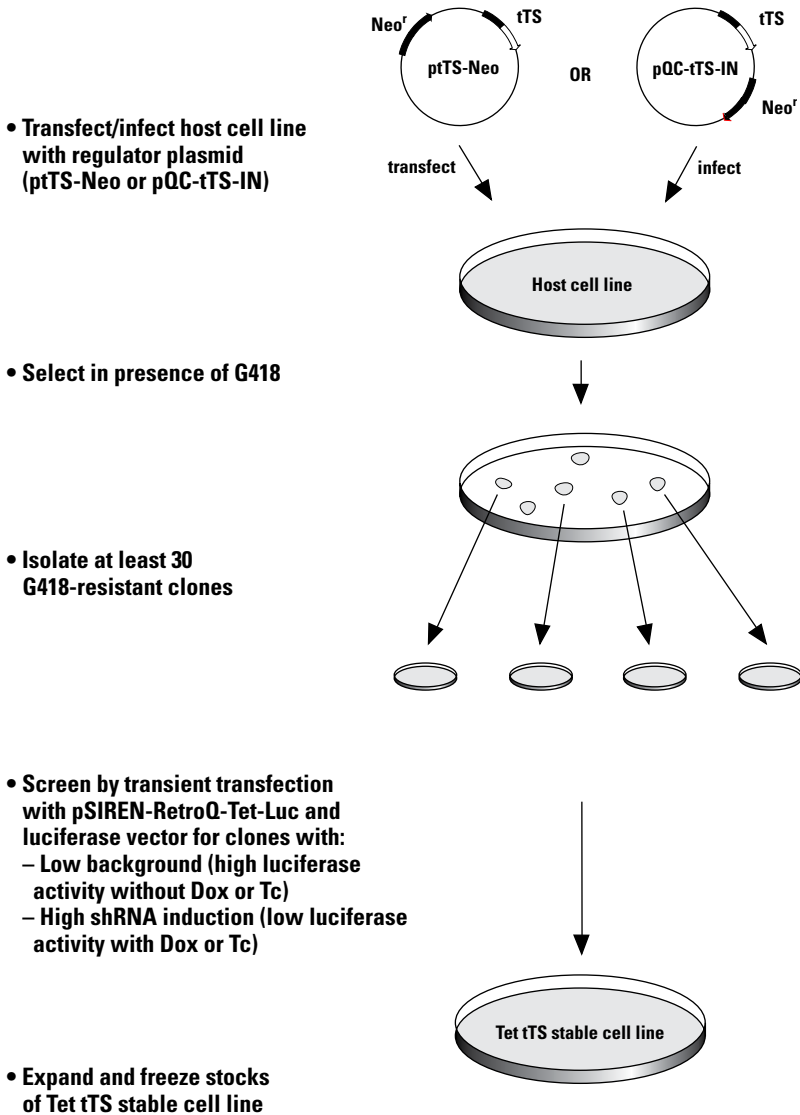 Neoʳ
tTS
ptTS-Neo
OR
tTS
pQC-tTS-IN
Neoʳ
• Transfect/infect host cell line
with regulator plasmid
(ptTS-Neo or pQC-tTS-IN)
transfect
infect
Host cell line
• Select in presence of G418
• Isolate at least 30
G418-resistant clones
• Screen by transient transfection
with pSIREN-RetroQ-Tet-Luc and
luciferase vector for clones with:
– Low background (high luciferase
activity without Dox or Tc)
– High shRNA induction (low luciferase
activity with Dox or Tc)
Tet tTS stable cell line
• Expand and freeze stocks
of Tet tTS stable cell line